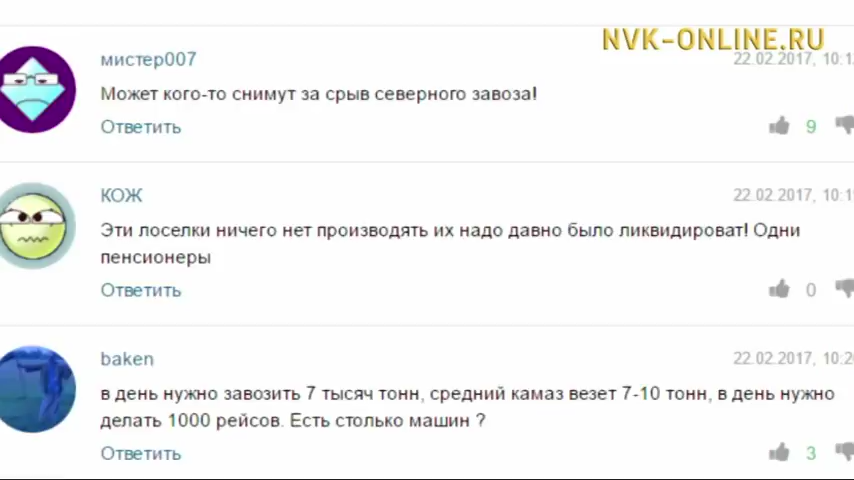 NVK-ONLINE.RU
мистер007
22.02.2017, 10:1
Может кого-то снимут за срыв северного завоза!
Ответить
9
КОЖ
22.02.2017, 10:1
Эти лоселки ничего нет производять их надо давно было ликвидироват! Одни
пенсионеры
Ответить
0
baken
22.02.2017, 10:2
в день нужно завозить 7 тысяч тонн, средний камаз везет 7-10 тонн, в день нужно
делать 1000 рейсов. Есть столько машин ?
Ответить
3